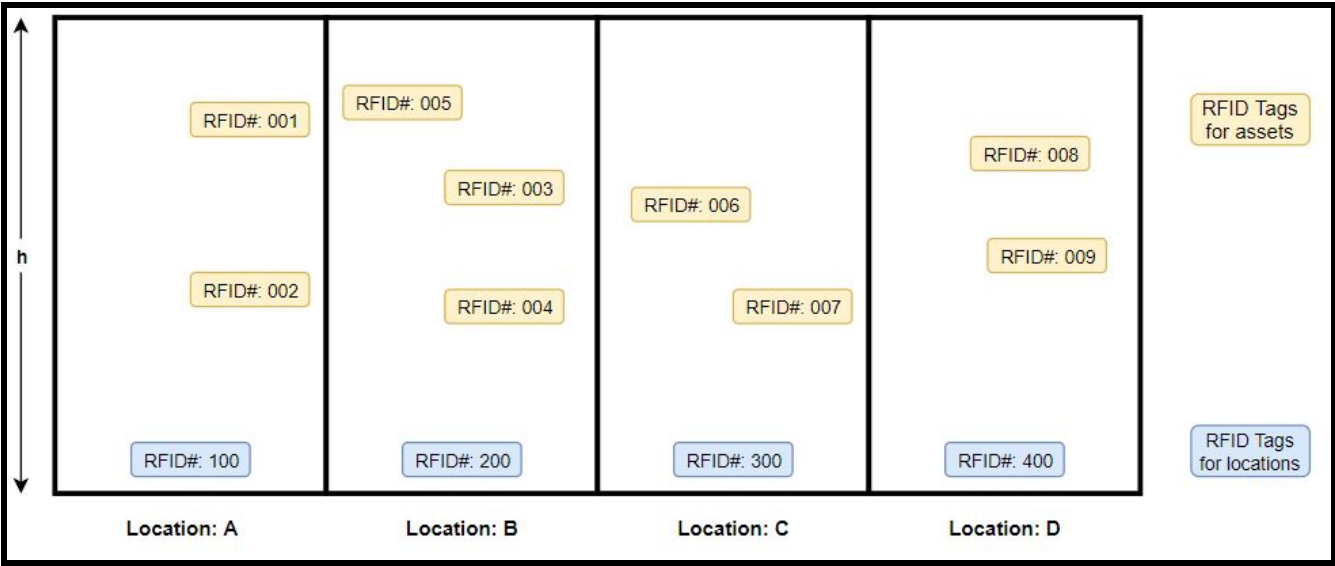 h
RFID#: 001
RFID#: 002
RFID#: 100
Location: A
RFID#: 005
RFID#: 003
RFID#: 004
RFID#: 200
Location: B
RFID#: 006
RFID#: 007
RFID#: 300
Location: C
RFID#: 008
RFID#: 009
RFID#: 400
Location: D
RFID Tags
for assets
RFID Tags
for locations